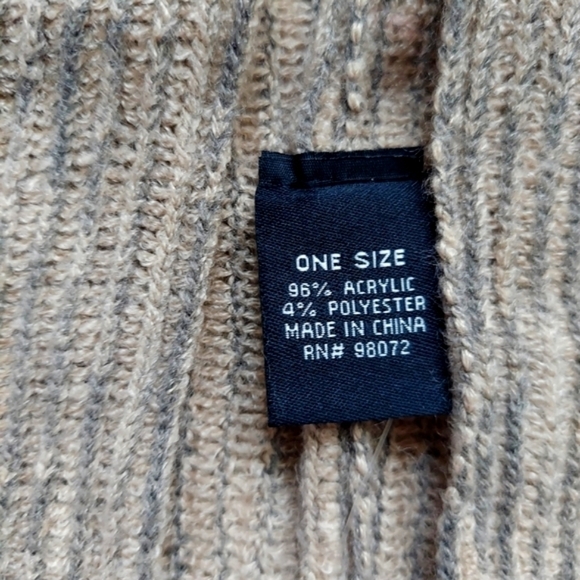 ONE SIZE
96% ACRYLIC
4% POLYESTER
MADE IN CHINA
RN# 98072